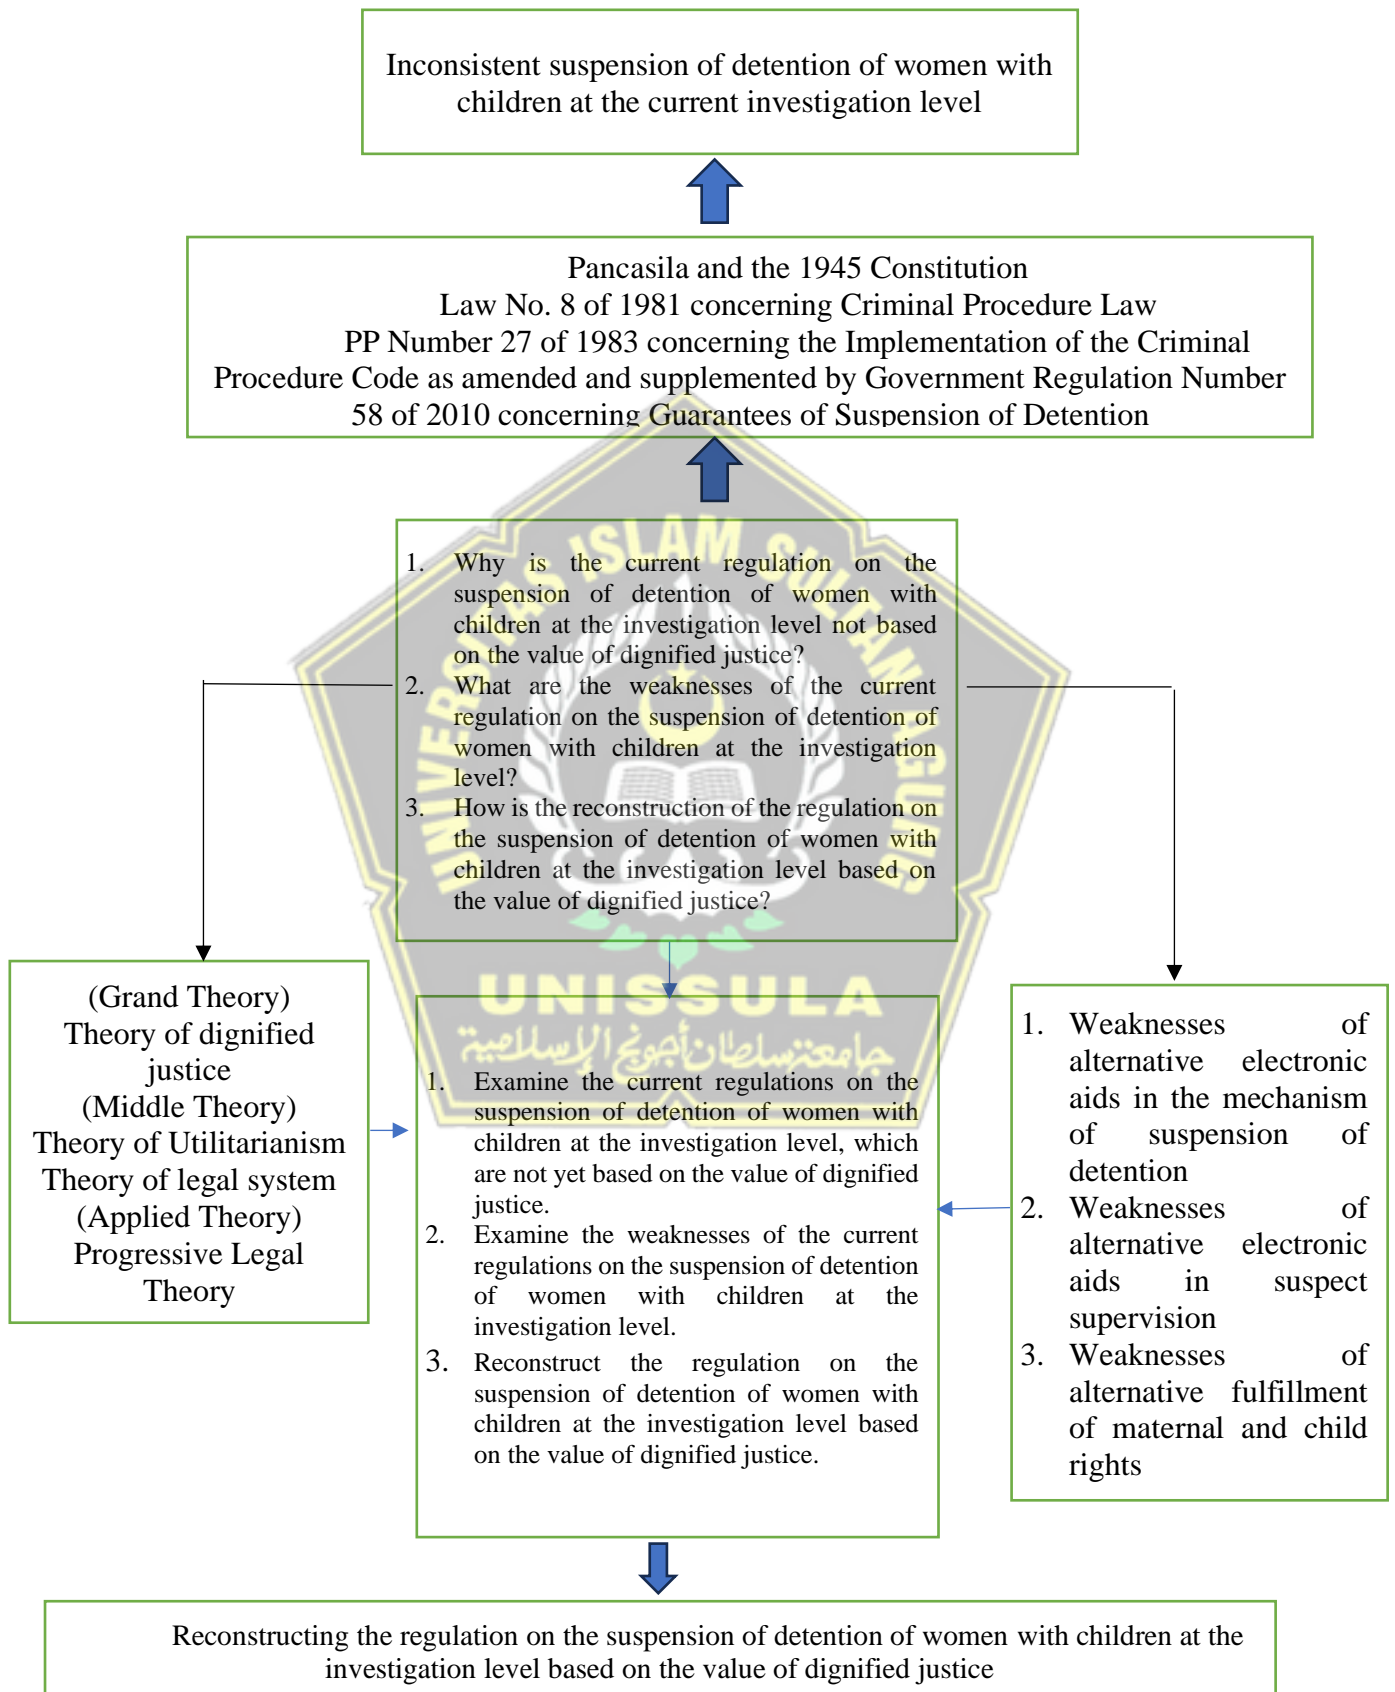 Inconsistent suspension of detention of women with
children at the current investigation level
Pancasila and the 1945 Constitution
Law No. 8 of 1981 concerning Criminal Procedure Law
PP Number 27 of 1983 concerning the Implementation of the Criminal
Procedure Code as amended and supplemented by Government Regulation Number
58 of 2010 concerning Guarantees of Suspension of Detention
UNIVERSITAS ISLAM SULTAN AGUNG
1. Why is the current regulation on the
suspension of detention of women with
children at the investigation level not based
on the value of dignified justice?
2. What are the weaknesses of the current
regulation on the suspension of detention of
women with children at the investigation
level?
3. How is the reconstruction of the regulation on
the suspension of detention of women with
children at the investigation level based on
the value of dignified justice?
UNISSULA
جامعتسلطان أجونج الإسلامية
(Grand Theory)
Theory of dignified
justice
(Middle Theory)
Theory of Utilitarianism
Theory of legal system
(Applied Theory)
Progressive Legal
Theory
1. Examine the current regulations on the
suspension of detention of women with
children at the investigation level, which
are not yet based on the value of dignified
justice.
2. Examine the weaknesses of the current
regulations on the suspension of detention
of women with children at the
investigation level.
3. Reconstruct the regulation on the
suspension of detention of women with
children at the investigation level based
on the value of dignified justice.
1. Weaknesses of
alternative electronic
aids in the mechanism
of suspension of
detention
2. Weaknesses of
alternative electronic
aids in suspect
supervision
3. Weaknesses of
alternative fulfillment
of maternal and child
rights
Reconstructing the regulation on the suspension of detention of women with children at the
investigation level based on the value of dignified justice